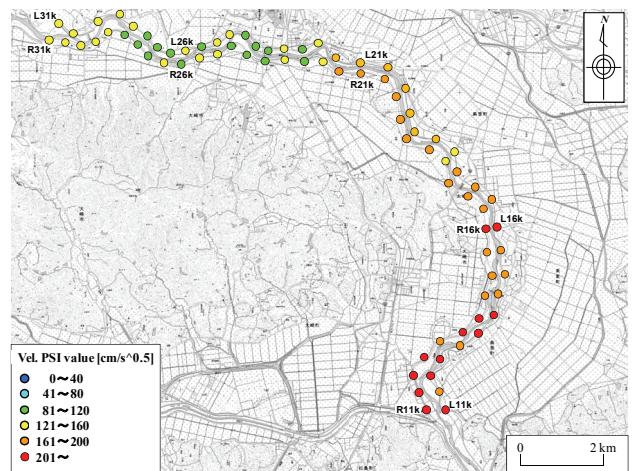 L31k
R31k
L26k
R26k
L21k
R21k
N
L16k
R16k
R11k
L11k
Vel. PSI value [cm/s^0.5]
0～40
41～80
81～120
121～160
161～200
201～
0
2 km